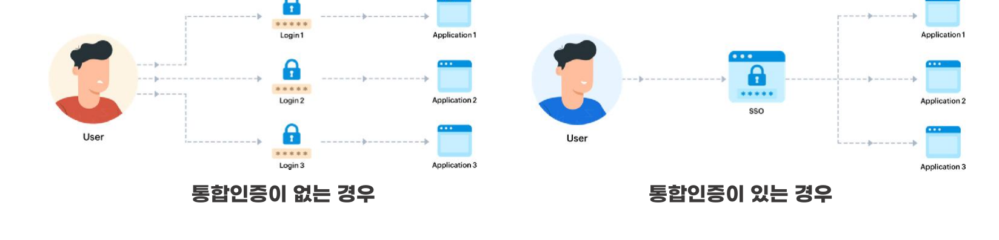 *****
Login 1
Application 1
*****
Login 2
Application 2
User
*****
Login 3
Application 3
통합인증이 없는 경우
Application 1
*****
SSO
Application 2
User
Application 3
통합인증이 있는 경우